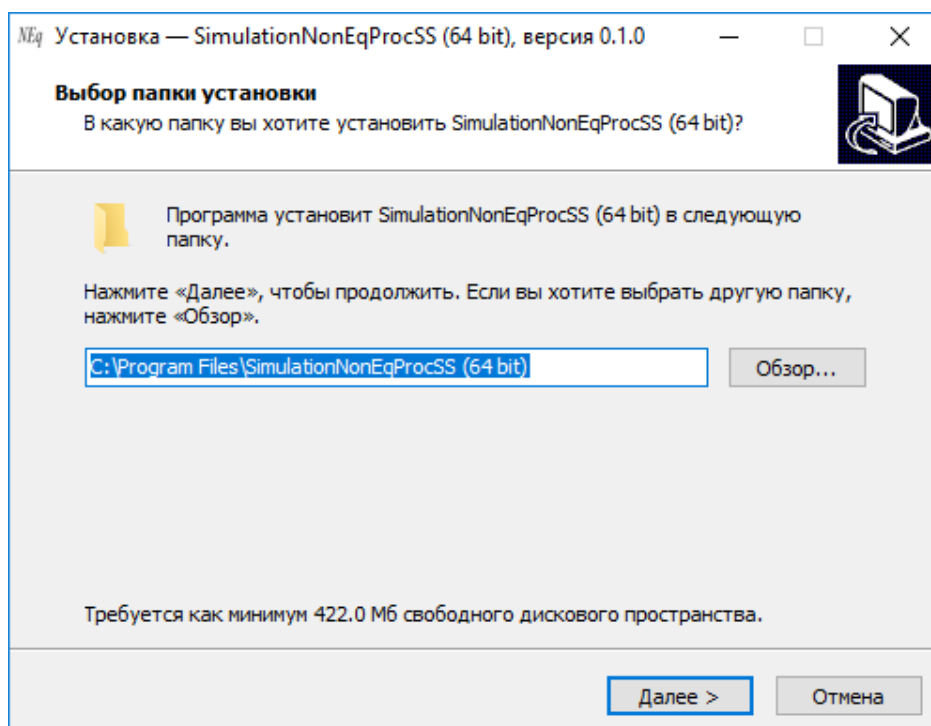 NEq Установка — SimulationNonEqProcSS (64 bit), версия 0.1.0
Выбор папки установки
В какую папку вы хотите установить SimulationNonEqProcSS (64 bit)?
Программа установит SimulationNonEqProcSS (64 bit) в следующую
папку.
Нажмите «Далее», чтобы продолжить. Если вы хотите выбрать другую папку,
нажмите «Обзор».
C:\Program Files\SimulationNonEqProcSS (64 bit)
Обзор...
Требуется как минимум 422.0 Мб свободного дискового пространства.
Далее >
Отмена